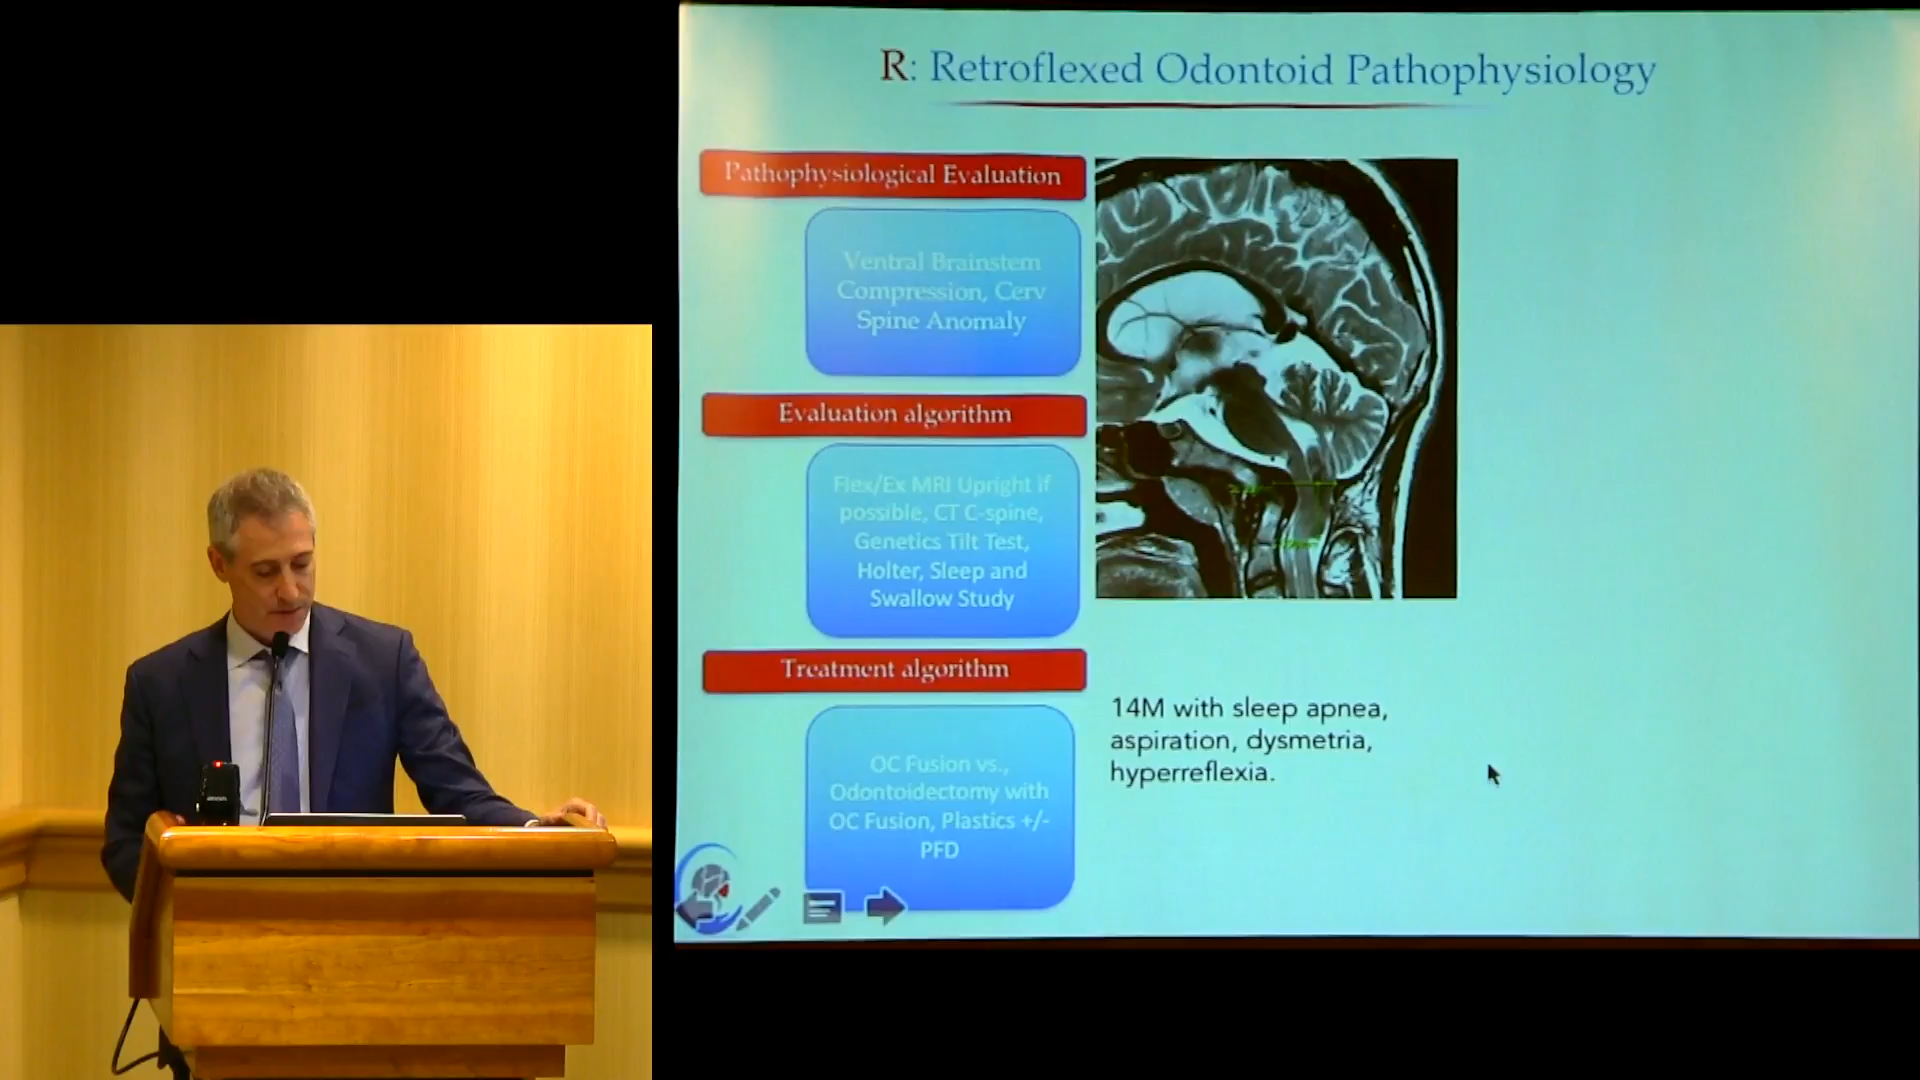 R: Retroflexed Odontoid Pathophysiology
Pathophysiological Evaluation
Ventral Brainstem
Compression, Cerv
Spine Anomaly
Evaluation algorithm
Flex/Ex MRI Upright if
possible, CT C-spine,
Genetics Tilt Test,
Holter, Sleep and
Swallow Study
Treatment algorithm
OC Fusion vs.,
Odontoidectomy with
OC Fusion, Plastics +/-
PFD
14M with sleep apnea,
aspiration, dysmetria,
hyperreflexia.